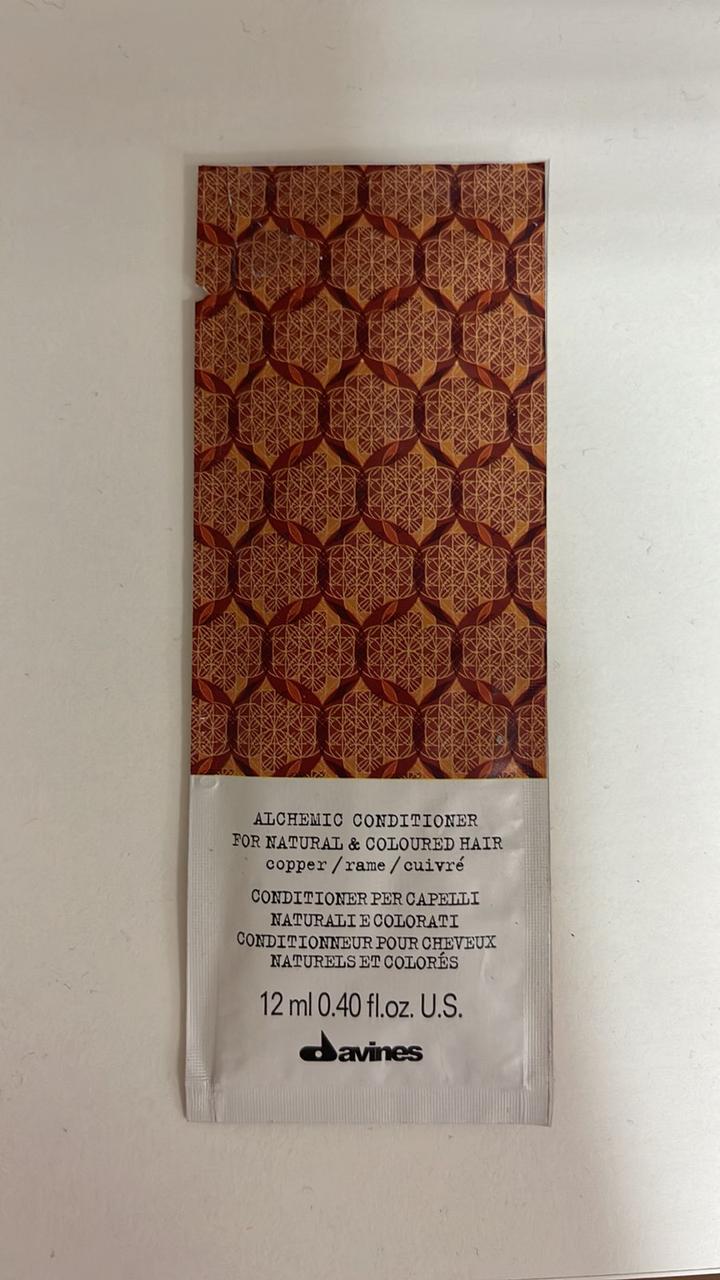 ALCHEMIC CONDITIONER
FOR NATURAL & COLOURED HAIR
copper / rame / cuivré
CONDITIONER PER CAPELLI
NATURALI E COLORATI
CONDITIONNEUR POUR CHEVEUX
NATURELS ET COLORÉS
12 ml 0.40 fl.oz. U.S.
davines